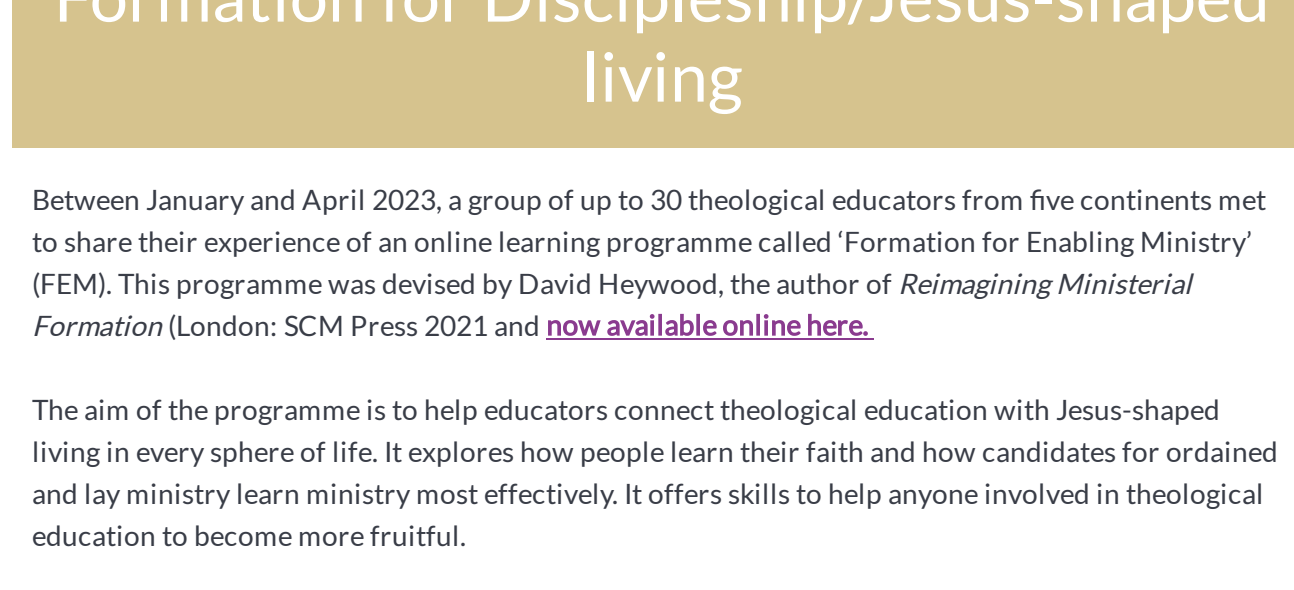 Formation for Discipleship/Jesus-shaped
living
Between January and April 2023, a group of up to 30 theological educators from five continents met
to share their experience of an online learning programme called ‘Formation for Enabling Ministry’
(FEM). This programme was devised by David Heywood, the author of Reimagining Ministerial
Formation (London: SCM Press 2021 and now available online here.
The aim of the programme is to help educators connect theological education with Jesus-shaped
living in every sphere of life. It explores how people learn their faith and how candidates for ordained
and lay ministry learn ministry most effectively. It offers skills to help anyone involved in theological
education to become more fruitful.